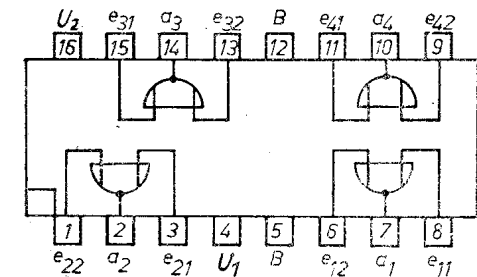 U₂ e₃₁ a₃ e₃₂ B e₄₁ a₄ e₄₂
16 15 14 13 12 11 10 9
1 2 3 4 5 6 7 8
e₂₂ a₂ e₂₁ U₁ B e₁₂ a₁ e₁₁